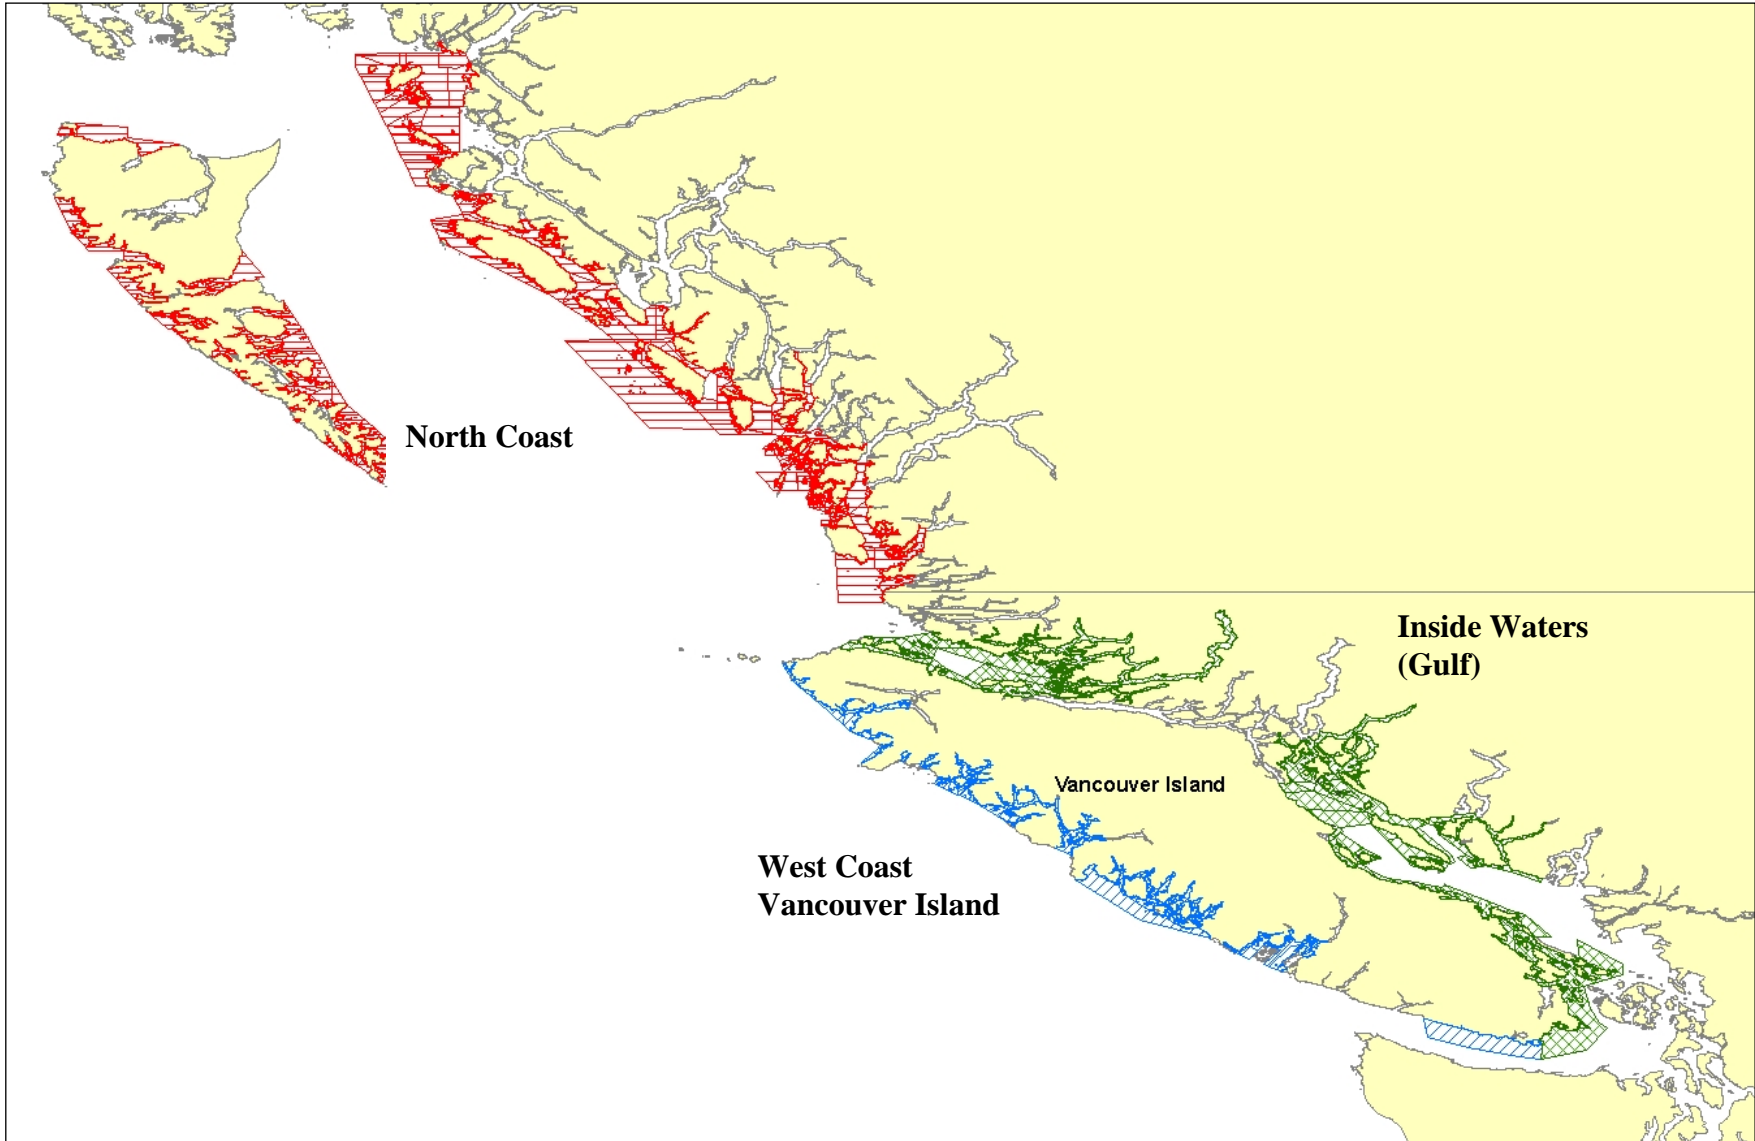 North Coast
Inside Waters
(Gulf)
Vancouver Island
West Coast
Vancouver Island